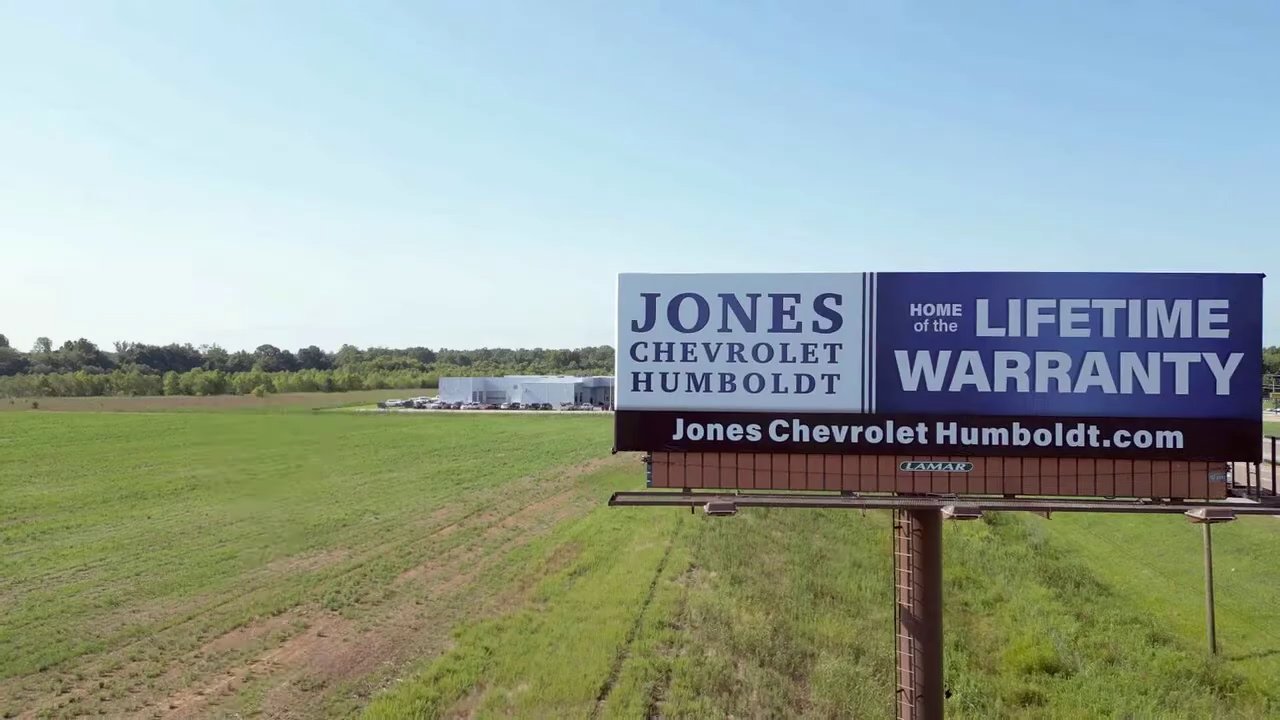 JONES
CHEVROLET
HUMBOLDT
HOME
of the
LIFETIME
WARRANTY
Jones Chevrolet Humboldt.com
LAMAR